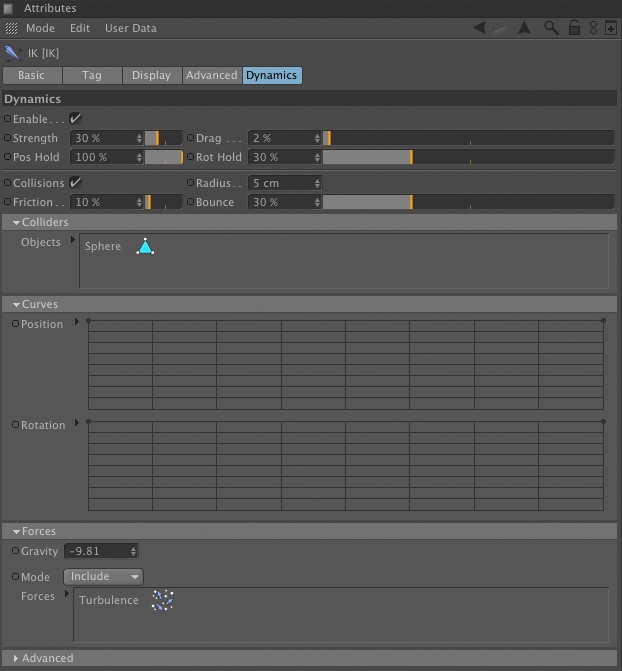 Attributes
Mode Edit User Data
IK [IK]
Basic Tag Display Advanced Dynamics
Dynamics
Enable. . .
Strength 30 % Drag . . . 2 %
Pos Hold 100 % Rot Hold 30 %
Collisions Radius. . 5 cm
Friction . . 10 % Bounce 30 %
Colliders
Objects Sphere
Curves
Position
Rotation
Forces
Gravity -9.81
Mode Include
Forces Turbulence
Advanced